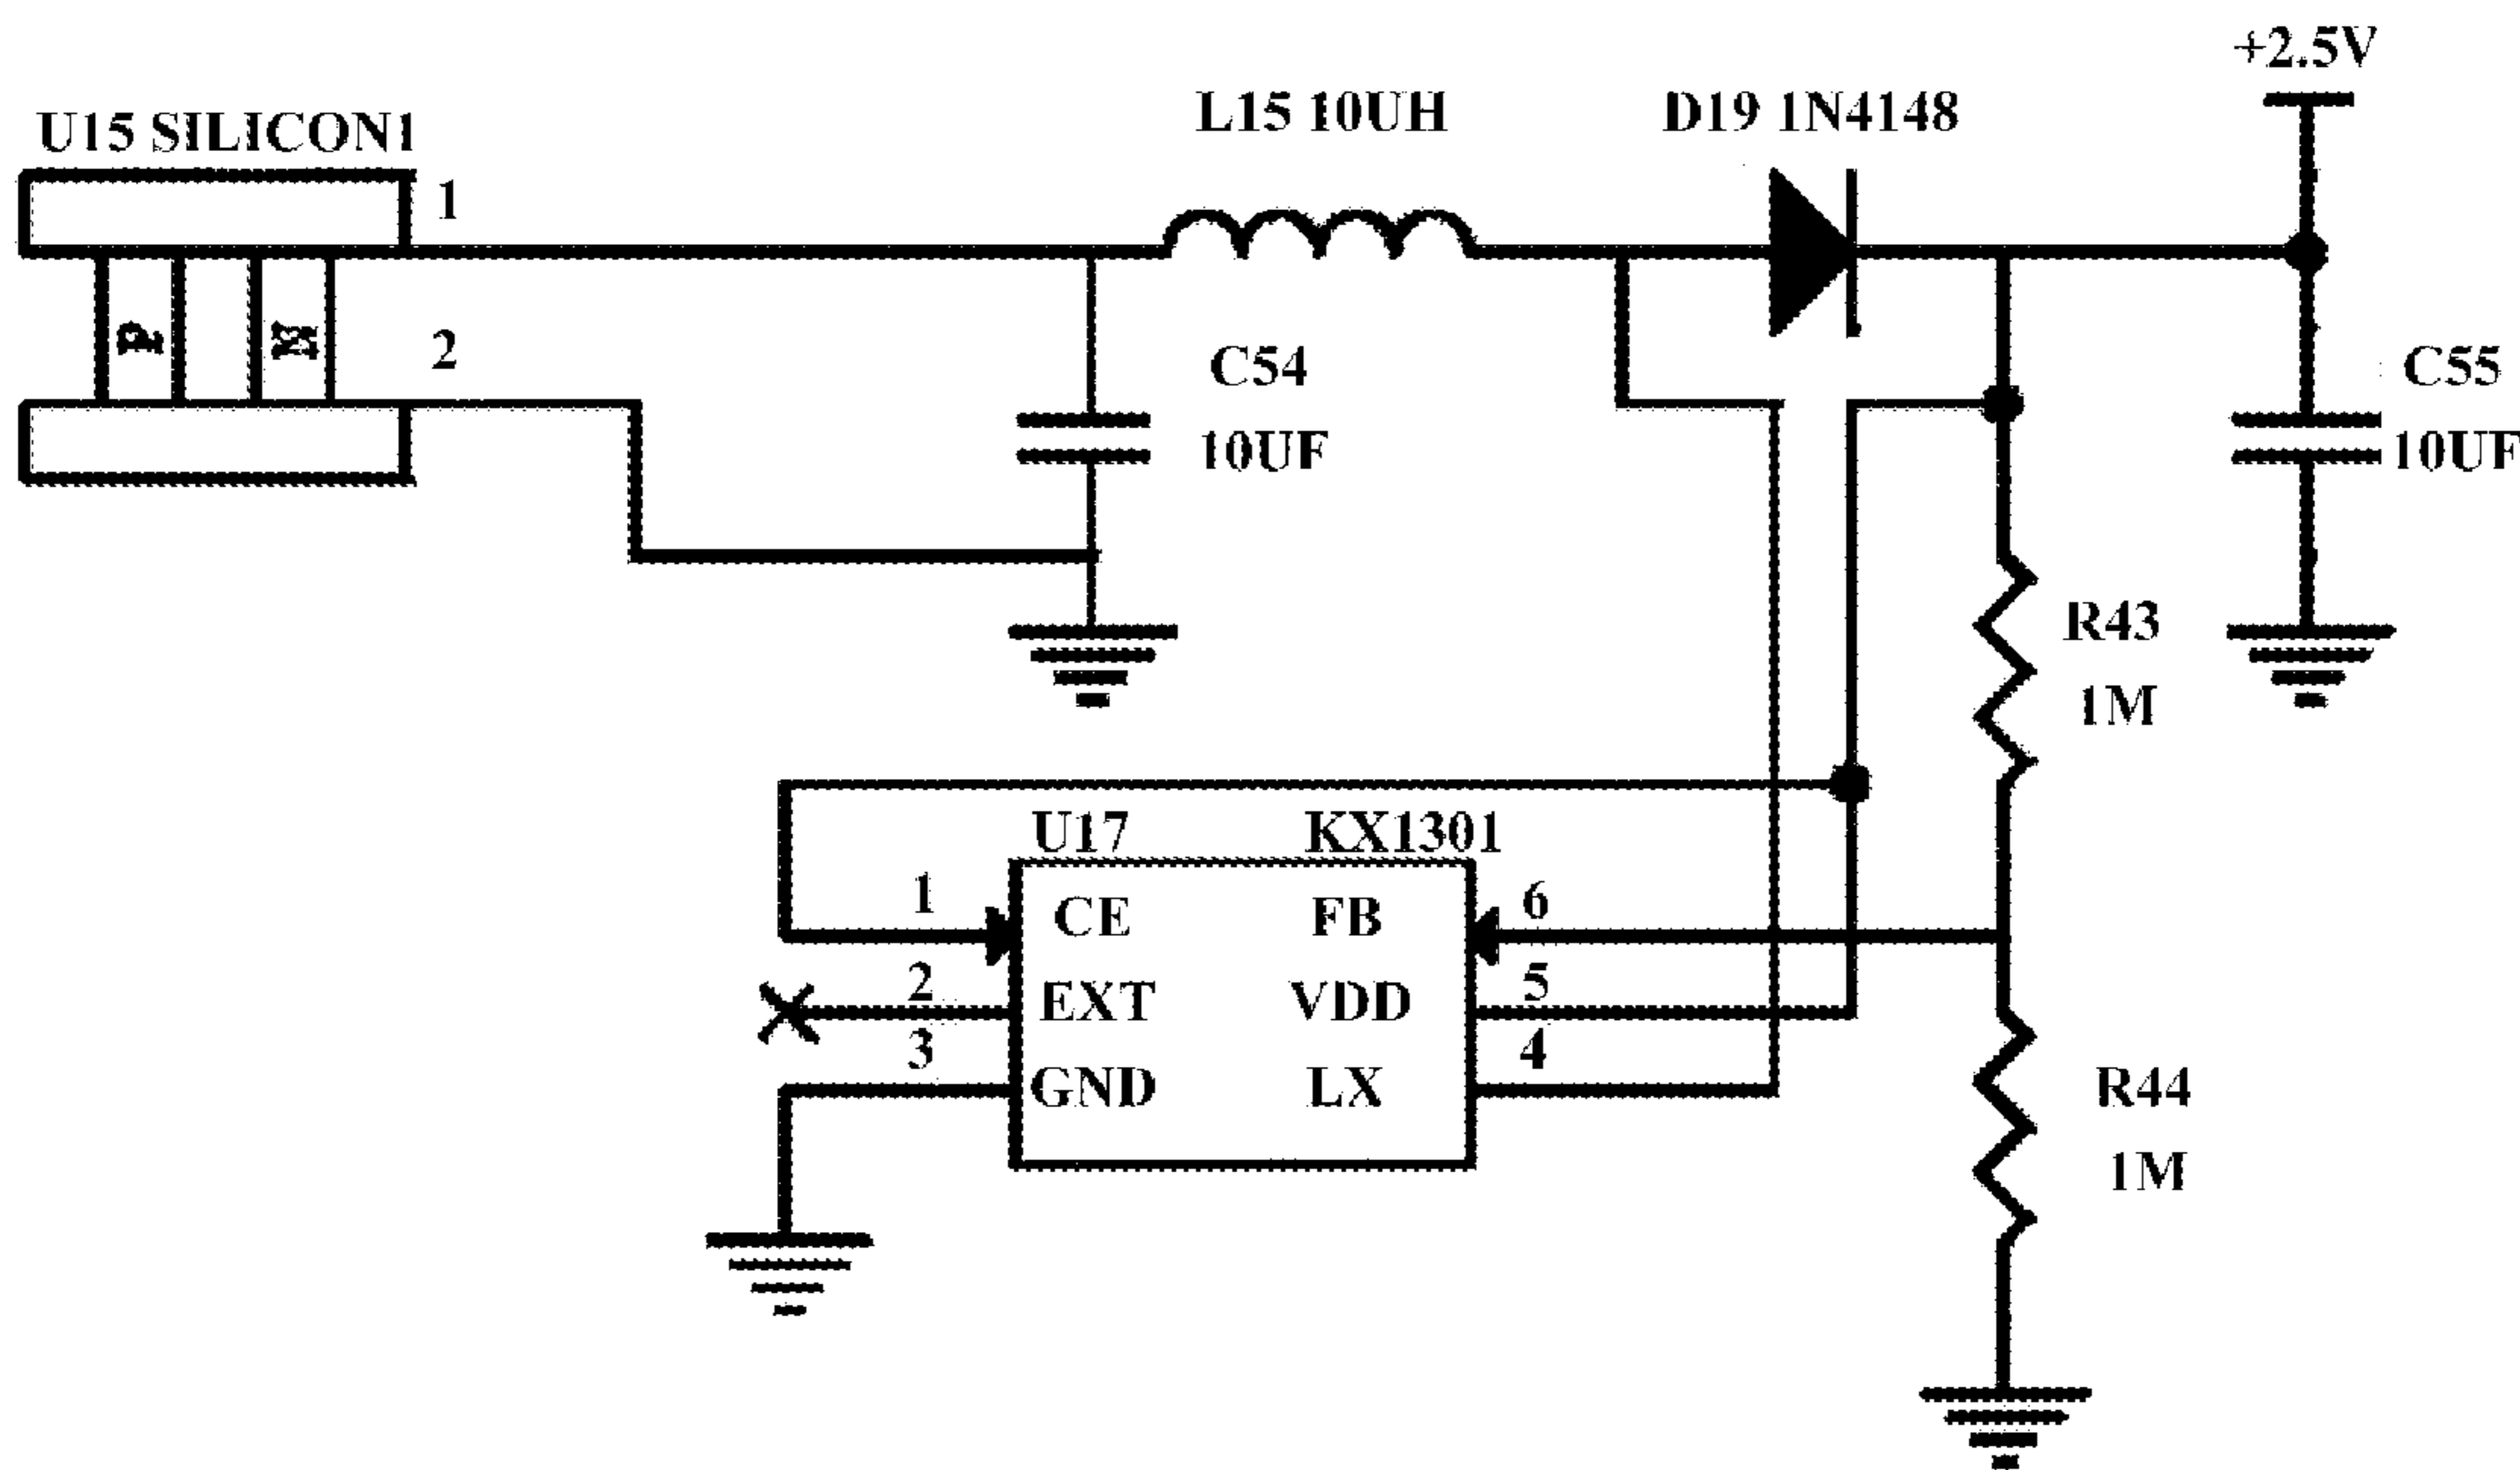 +2.5V
U15 SILICON1
L15 10UH
D19 1N4148
1
P
N
2
C54
10UF
C55
10UF
R43
1M
U17 KX1301
1
CE
FB
6
2
EXT
VDD
5
3
GND
LX
4
R44
1M